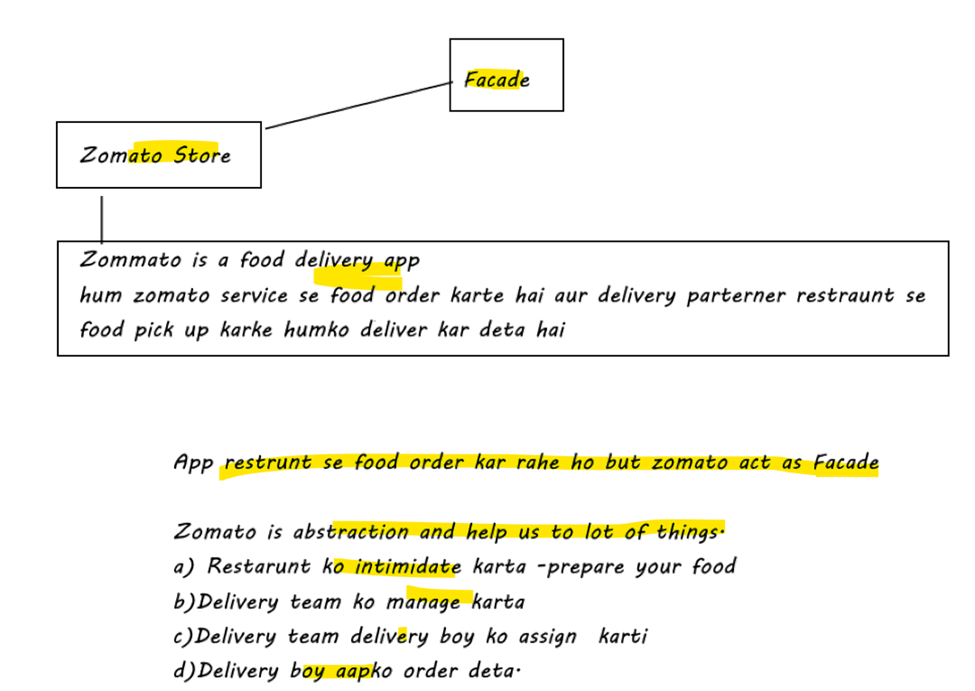 Facade
Zomato Store
Zommato is a food delivery app
hum zomato service se food order karte hai aur delivery parterner restraunt se
food pick up karke humko deliver kar deta hai
App restrunt se food order kar rahe ho but zomato act as Facade
Zomato is abstraction and help us to lot of things.
a) Restarunt ko intimidate karta -prepare your food
b)Delivery team ko manage karta
c)Delivery team delivery boy ko assign karti
d)Delivery boy aapko order deta.